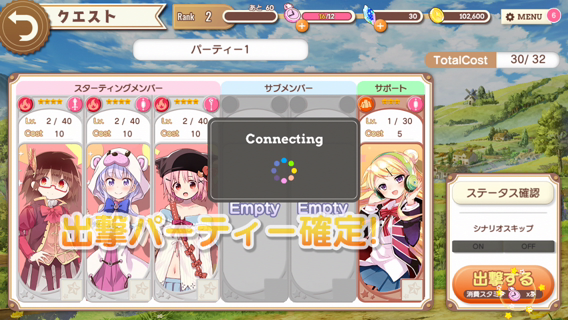 クエスト
Rank 2
あと 60
16/12
30/30
102,600
MENU 6
パーティー1
TotalCost 30/ 32
スターティングメンバー
サブメンバー
サポート
Lv. 2 / 40
Cost 10
Lv. 2 / 40
Cost 10
Lv. 2 / 40
Cost 10
Lv. 1 / 30
Cost 5
Connecting
Empty
Empty
出撃パーティー確定!
ステータス確認
シナリオスキップ
ON OFF
出撃する